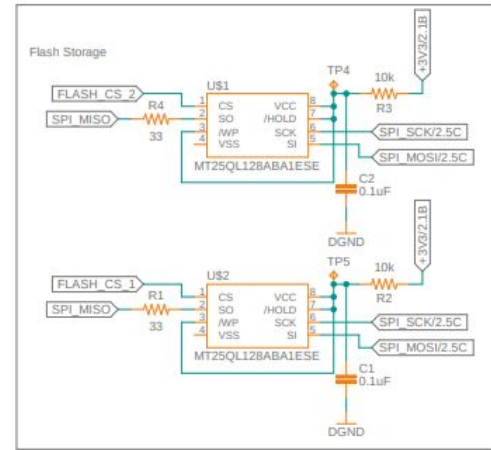 Flash Storage
+3V3/2.1B
TP4
10k
R3
U$1
FLASH_CS_2
SPI_MISO
R4
33
1 CS VCC 8
2 SO /HOLD 7
3 /WP SCK 6
4 VSS SI 5
MT25QL128ABA1ESE
SPI_SCK/2.5C
SPI_MOSI/2.5C
C2
0.1uF
DGND
+3V3/2.1B
TP5
10k
R2
U$2
FLASH_CS_1
SPI_MISO
R1
33
1 CS VCC 8
2 SO /HOLD 7
3 /WP SCK 6
4 VSS SI 5
MT25QL128ABA1ESE
SPI_SCK/2.5C
SPI_MOSI/2.5C
C1
0.1uF
DGND